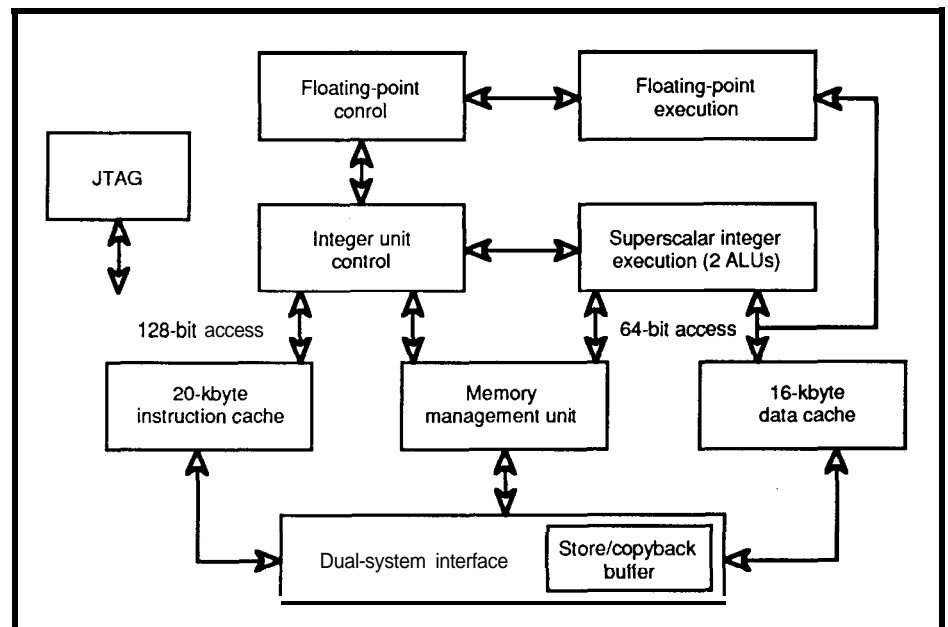 Floating-point
conrol
Floating-point
execution
JTAG
Integer unit
control
Superscalar integer
execution (2 ALUs)
128-bit access
64-bit access
20-kbyte
instruction cache
Memory
management unit
16-kbyte
data cache
Dual-system interface
Store/copyback
buffer